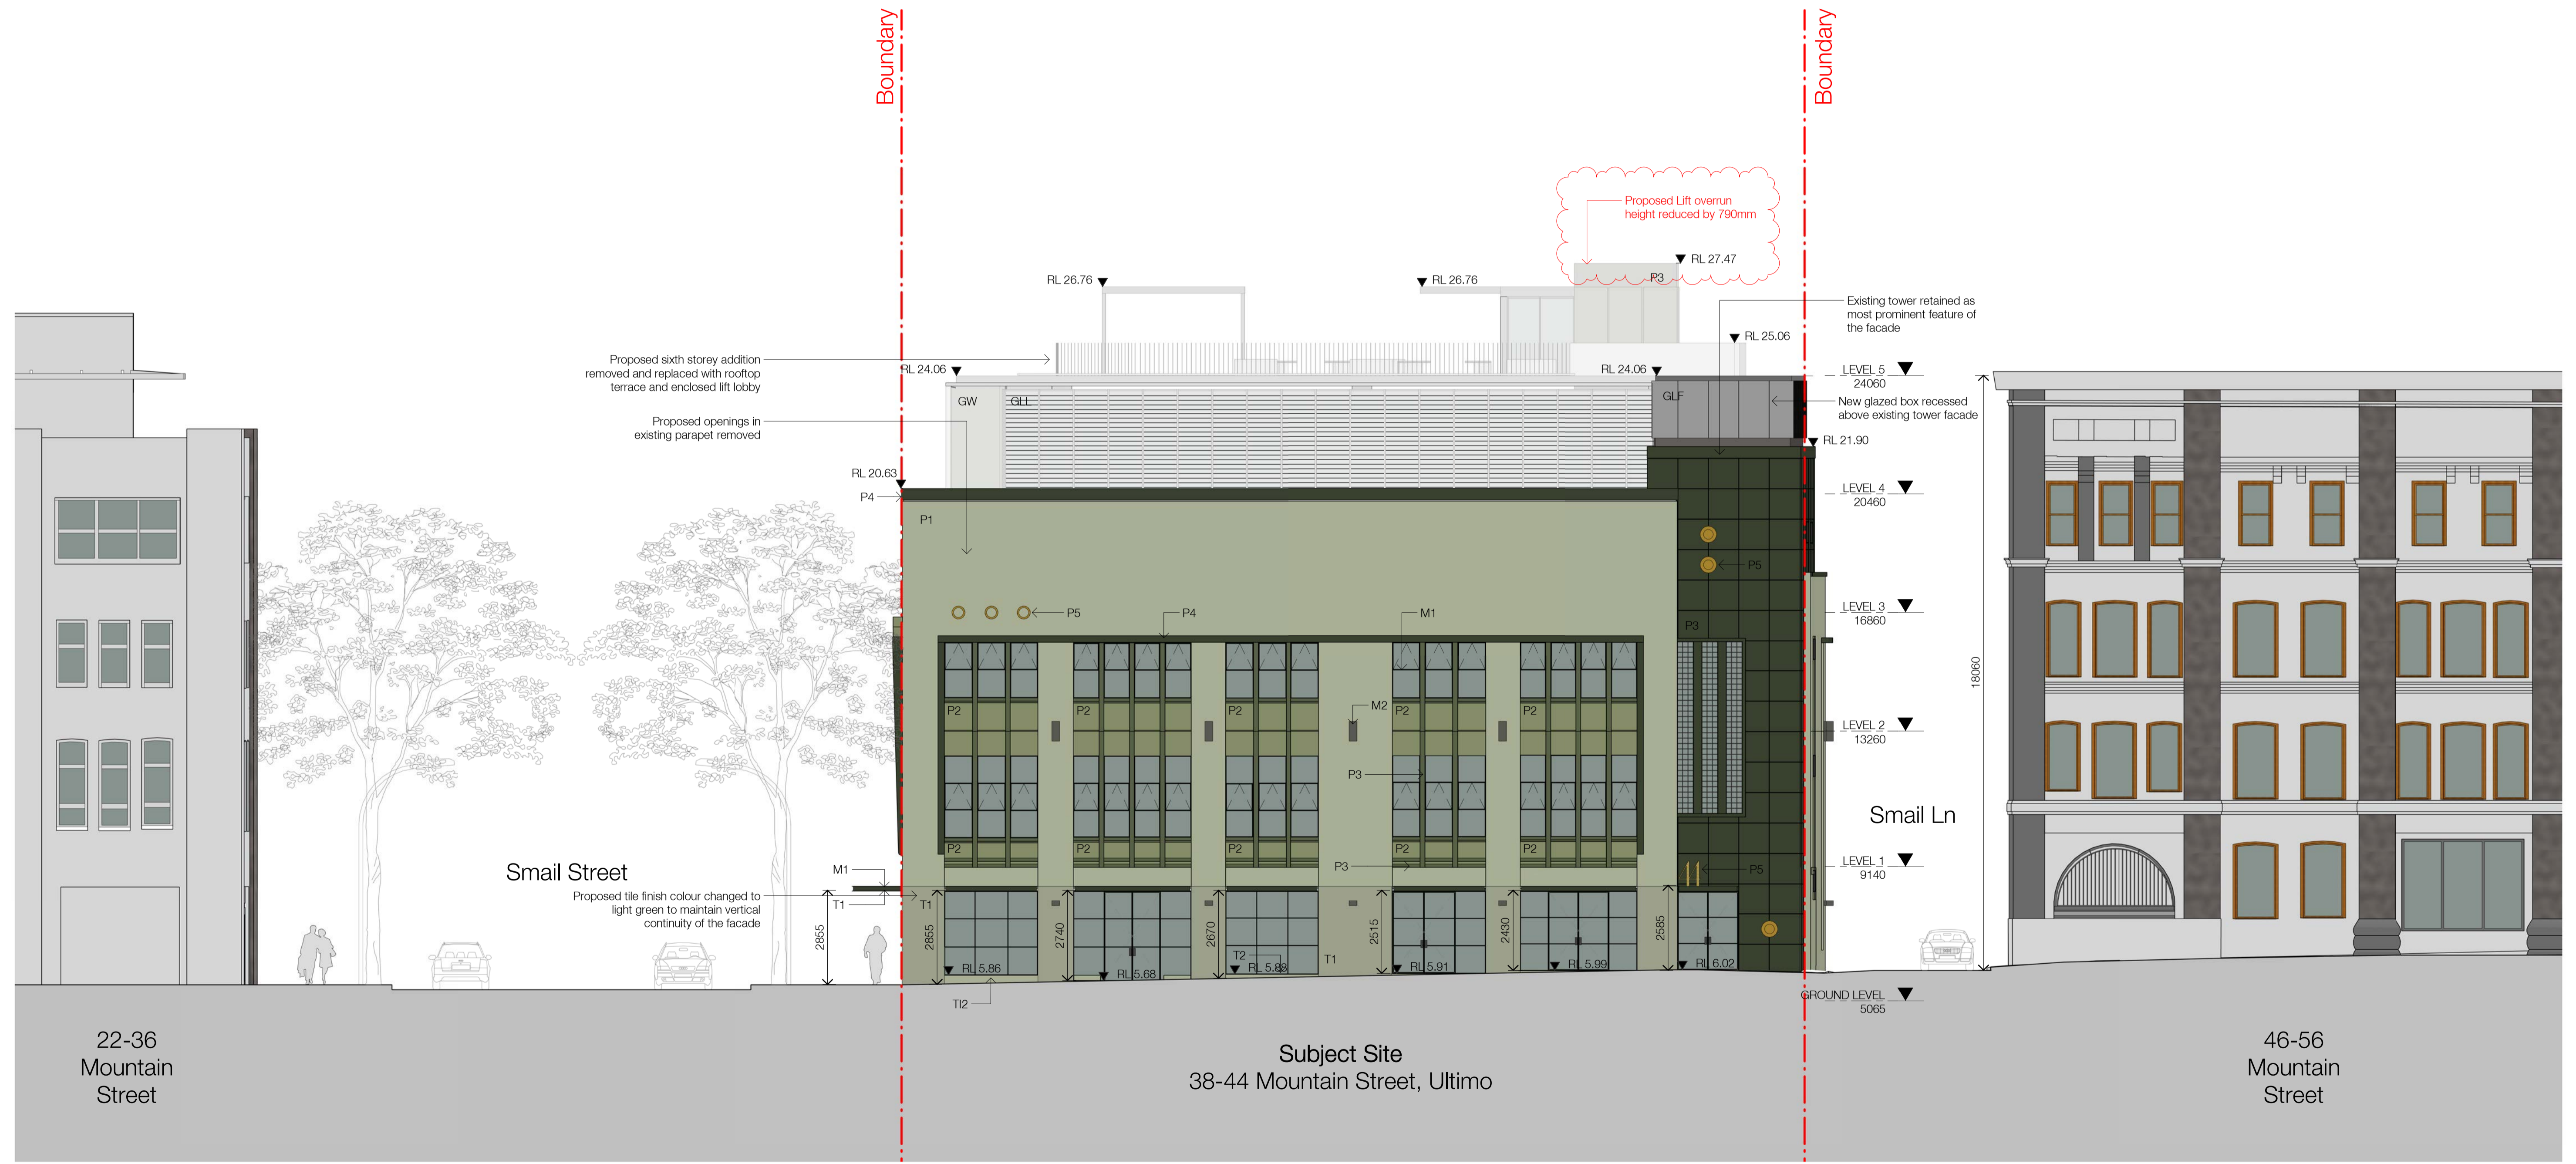 Boundary
Boundary
Proposed Lift overrun
height reduced by 790mm
RL 27.47
P3
RL 26.76
RL 26.76
Existing tower retained as
most prominent feature of
the facade
RL 25.06
Proposed sixth storey addition
removed and replaced with rooftop
terrace and enclosed lift lobby
RL 24.06
RL 24.06
LEVEL 5
24060
GW
GLL
GLF
New glazed box recessed
above existing tower facade
Proposed openings in
existing parapet removed
RL 21.90
RL 20.63
P4
LEVEL 4
20460
P1
P5
P5
P4
M1
LEVEL 3
16860
P3
18060
P2
P2
P2
M2
P2
P2
LEVEL 2
13260
P3
Smail Ln
P2
P2
P2
P2
P2
Smail Street
M1
P3
P5
LEVEL 1
9140
Proposed tile finish colour changed to
light green to maintain vertical
continuity of the facade
T1
T1
2855
2855
2740
2670
2515
2430
2585
T2
T1
RL 5.86
RL 5.68
RL 5.88
RL 5.91
RL 5.99
RL 6.02
TI2
GROUND LEVEL
5065
22-36
Mountain
Street
Subject Site
38-44 Mountain Street, Ultimo
46-56
Mountain
Street